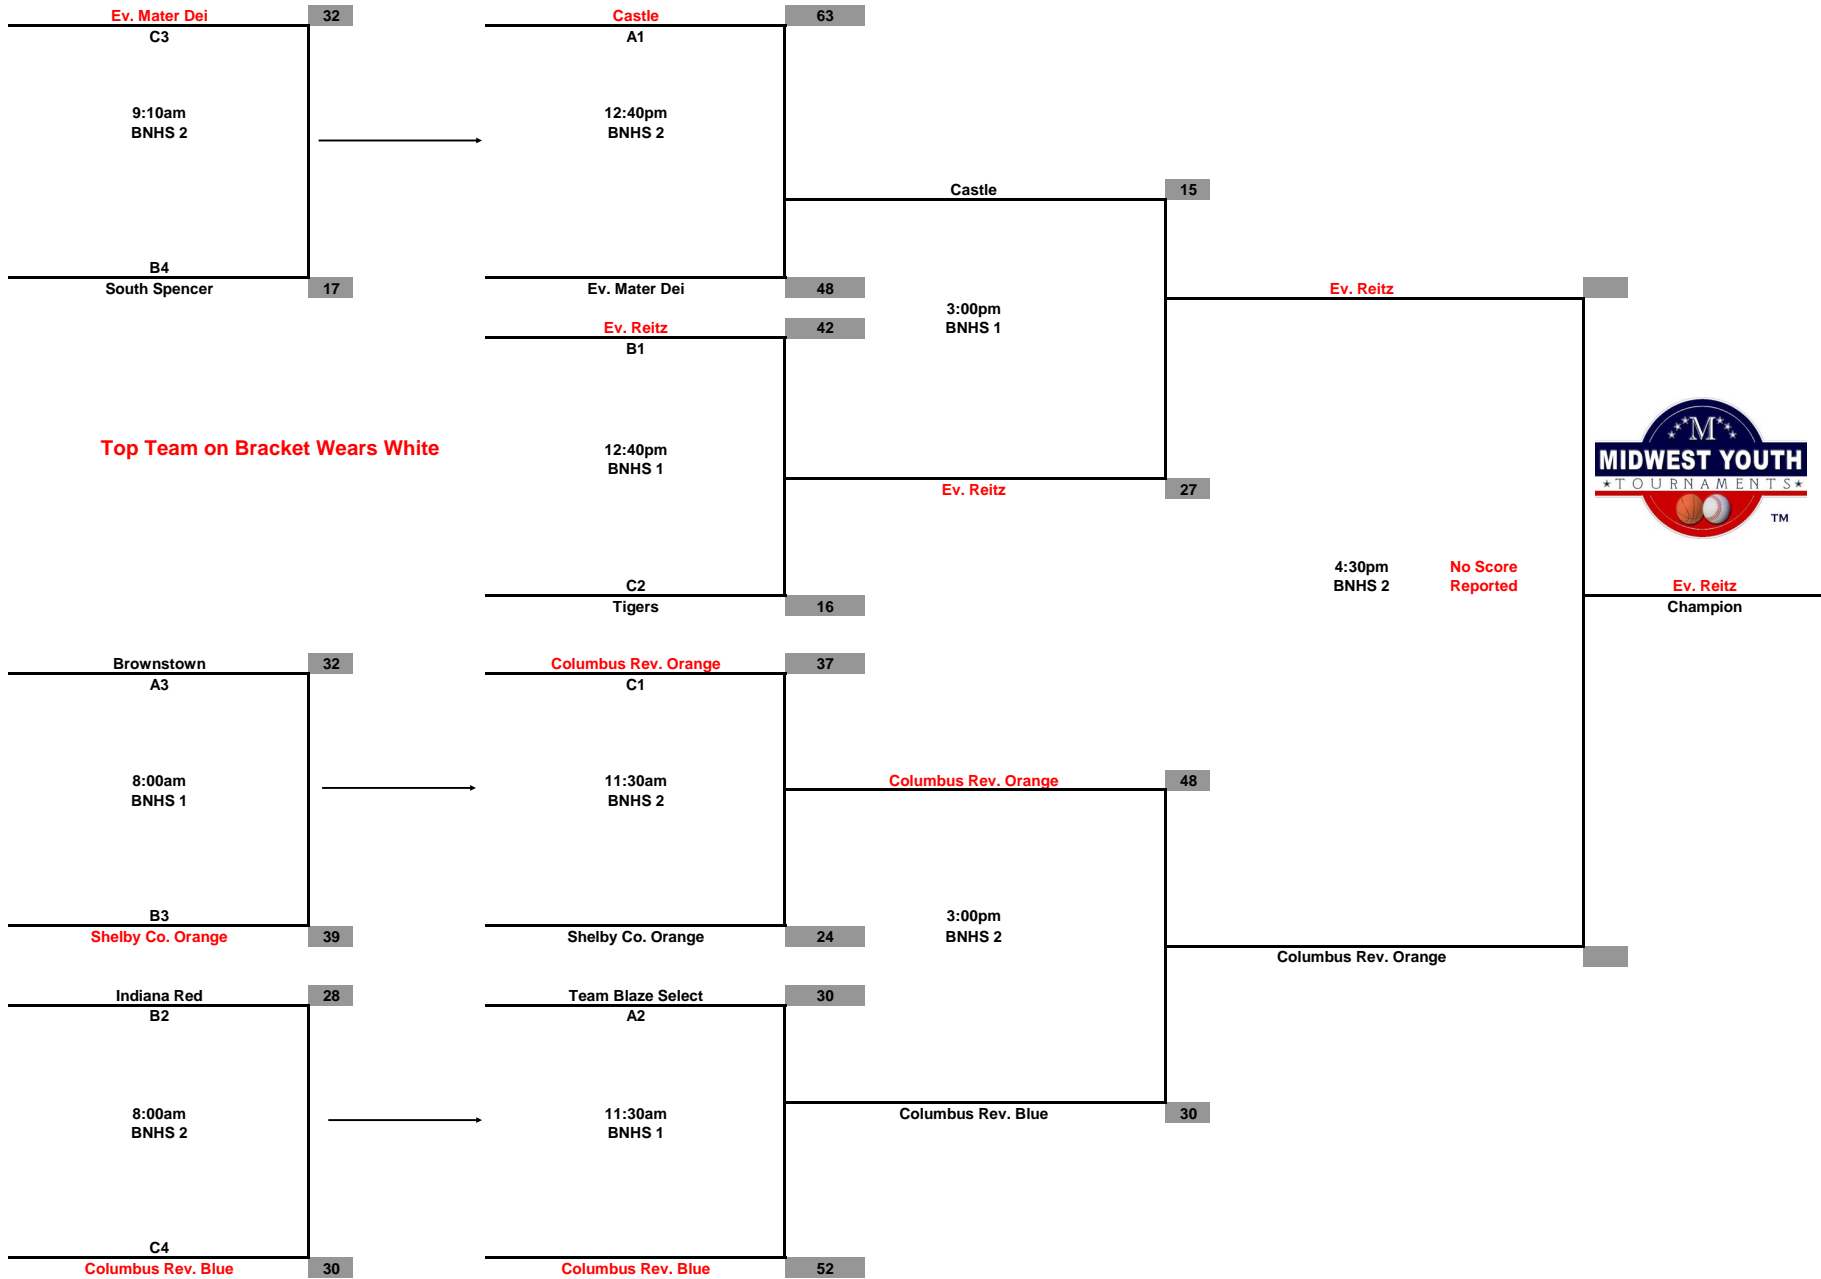 Ev. Mater Dei 32
C3
9:10am
BNHS 2
B4
South Spencer 17
Castle 63
A1
12:40pm
BNHS 2
Ev. Mater Dei 48
Ev. Reitz 42
B1
Top Team on Bracket Wears White
12:40pm
BNHS 1
C2
Tigers 16
Castle 15
3:00pm
BNHS 1
Ev. Reitz 27
Brownstown 32
A3
8:00am
BNHS 1
B3
Shelby Co. Orange 39
Columbus Rev. Orange 37
C1
11:30am
BNHS 2
Shelby Co. Orange 24
Indiana Red 28
B2
8:00am
BNHS 2
C4
Columbus Rev. Blue 30
Team Blaze Select 30
A2
11:30am
BNHS 1
Columbus Rev. Blue 52
Columbus Rev. Orange 48
3:00pm
BNHS 2
Columbus Rev. Blue 30
Ev. Reitz
4:30pm No Score
BNHS 2 Reported
Columbus Rev. Orange
M
MIDWEST YOUTH
TOURNAMENTS
TM
Ev. Reitz
Champion